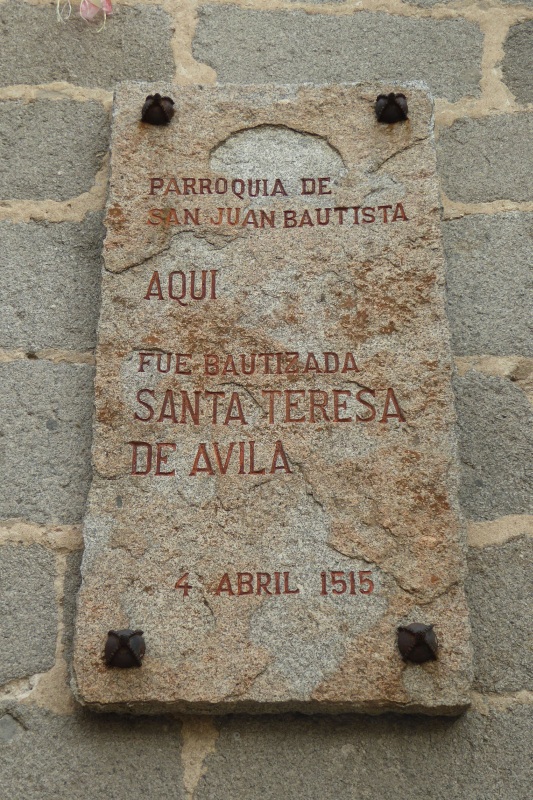 PARROQUIA DE
SAN JUAN BAUTISTA
AQUI
FUE BAUTIZADA
SANTA TERESA
DE AVILA
4 ABRIL 1515